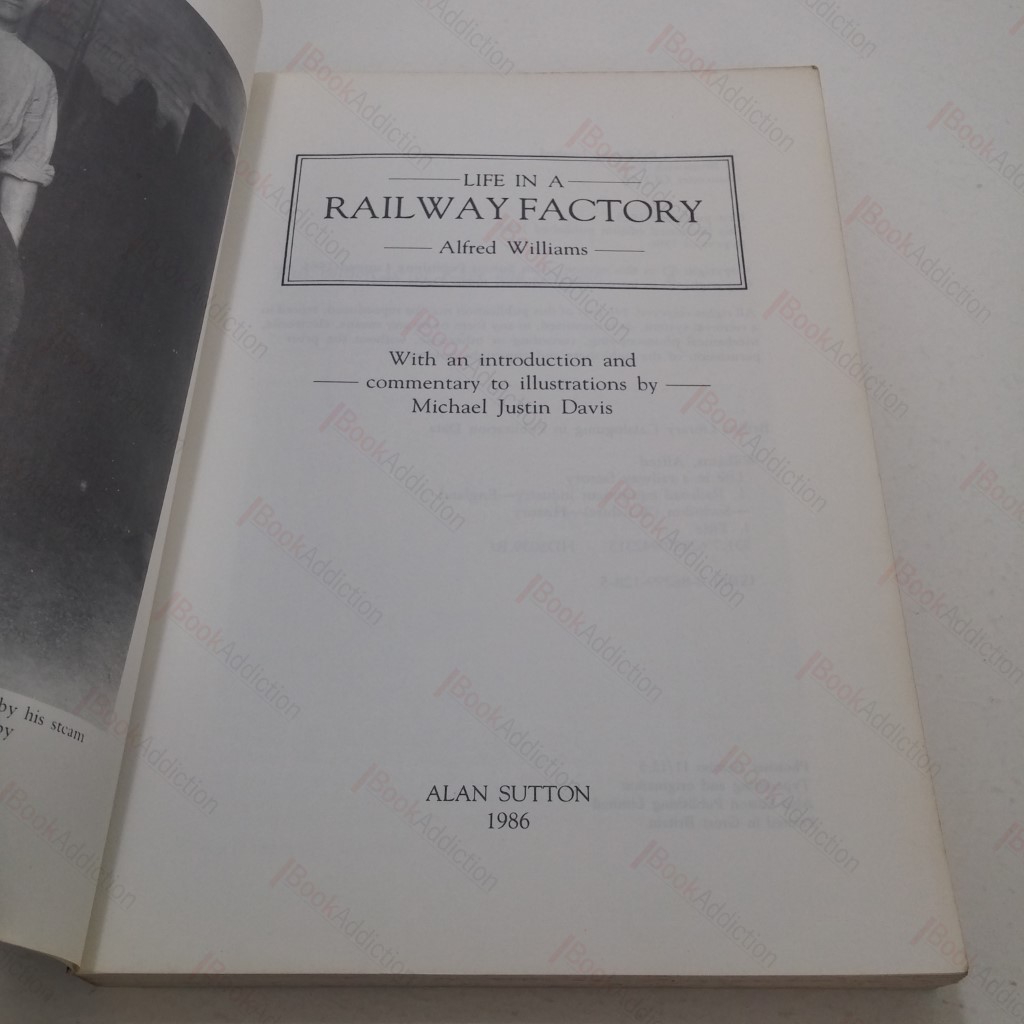 LIFE IN A
RAILWAY FACTORY
Alfred Williams
With an introduction and
commentary to illustrations by
Michael Justin Davis
ALAN SUTTON
1986
by his steam
by
BookAddiction